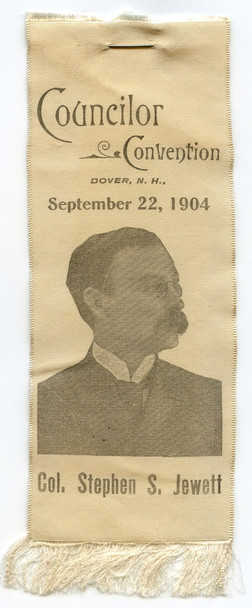 Councilor
Convention
DOVER, N. H.,
September 22, 1904
Col. Stephen S. Jewett